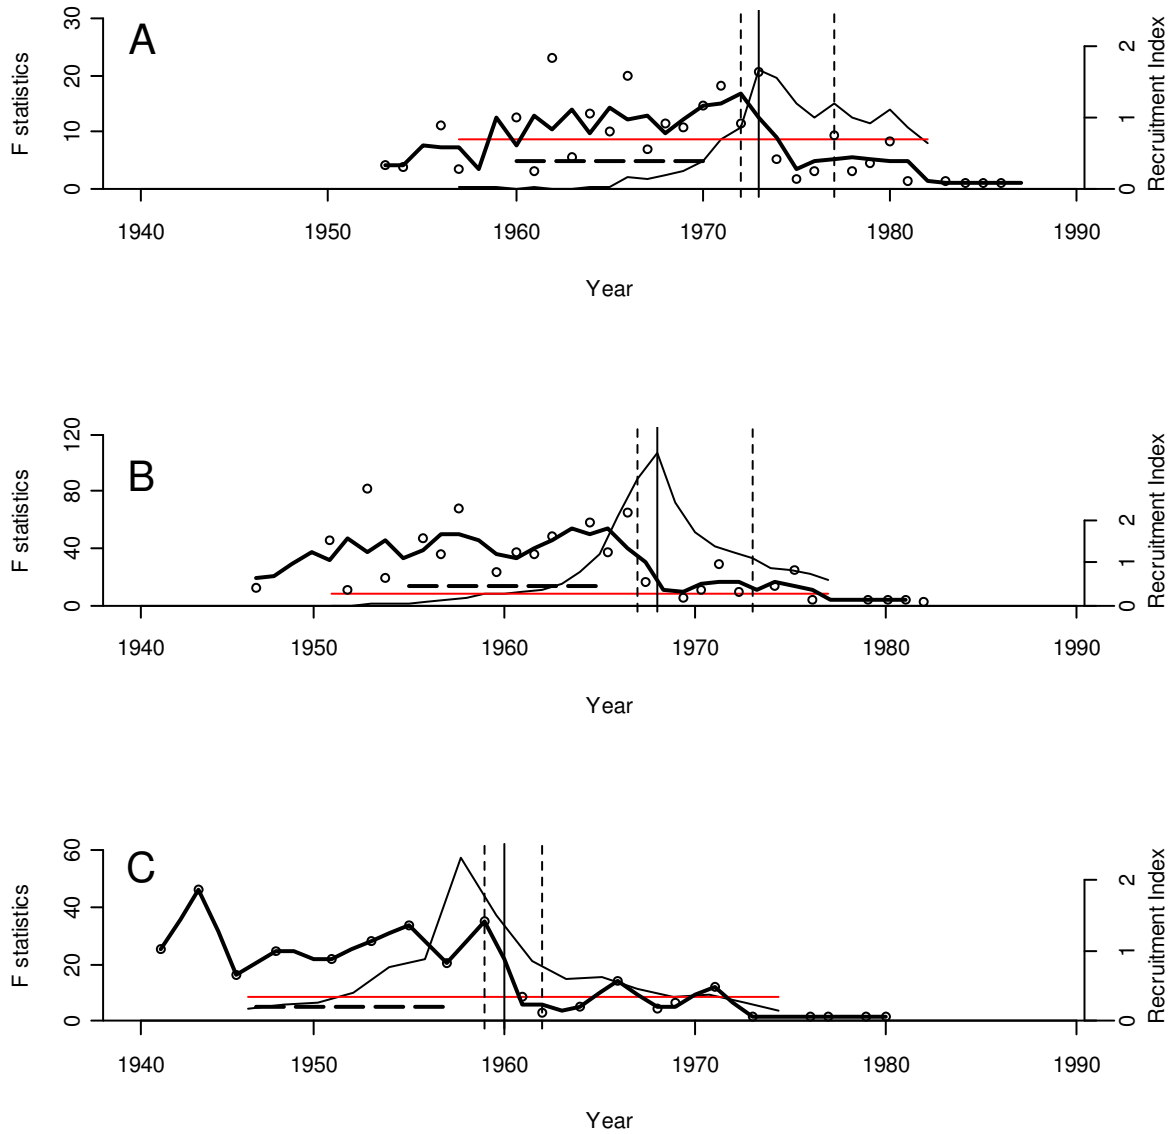 A
F statistics
0 10 20 30
Recruitment Index
0 1 2
1940 1950 1960 1970 1980 1990
Year
B
F statistics
0 40 80 120
Recruitment Index
0 1 2
1940 1950 1960 1970 1980 1990
Year
C
F statistics
0 20 40 60
Recruitment Index
0 1 2
1940 1950 1960 1970 1980 1990
Year